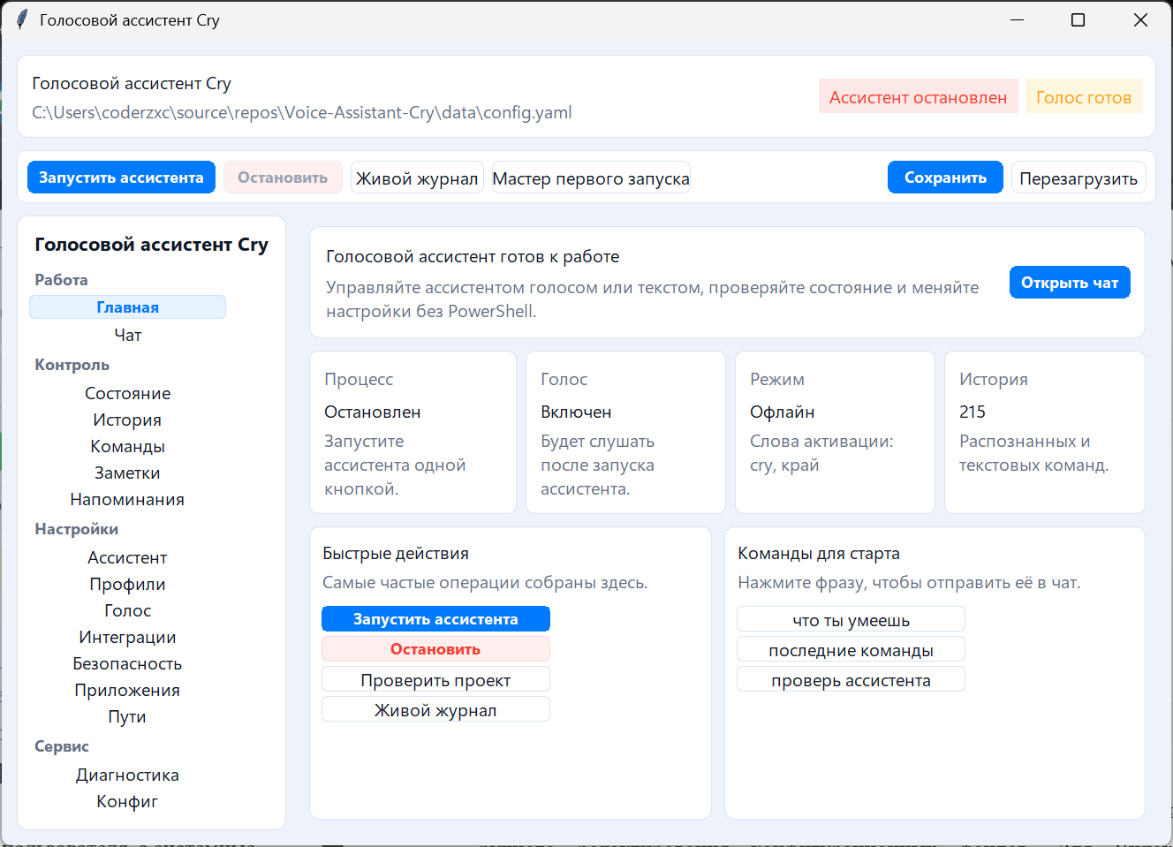 Голосовой ассистент Cry
Голосовой ассистент Cry
C:\Users\coderzxc\source\repos\Voice-Assistant-Cry\data\config.yaml
Ассистент остановлен
Голос готов
Запустить ассистента
Остановить
Живой журнал
Мастер первого запуска
Сохранить
Перезагрузить
Голосовой ассистент Cry
Работа
Главная
Чат
Контроль
Состояние
История
Команды
Заметки
Напоминания
Настройки
Ассистент
Профили
Голос
Интеграции
Безопасность
Приложения
Пути
Сервис
Диагностика
Конфиг
Голосовой ассистент готов к работе
Управляйте ассистентом голосом или текстом, проверяйте состояние и меняйте
настройки без PowerShell.
Открыть чат
Процесс
Остановлен
Запустите
ассистента одной
кнопкой.
Голос
Включен
Будет слушать
после запуска
ассистента.
Режим
Офлайн
Слова активации:
cry, край
История
215
Распознанных и
текстовых команд.
Быстрые действия
Самые частые операции собраны здесь.
Запустить ассистента
Остановить
Проверить проект
Живой журнал
Команды для старта
Нажмите фразу, чтобы отправить её в чат.
что ты умеешь
последние команды
проверь ассистента